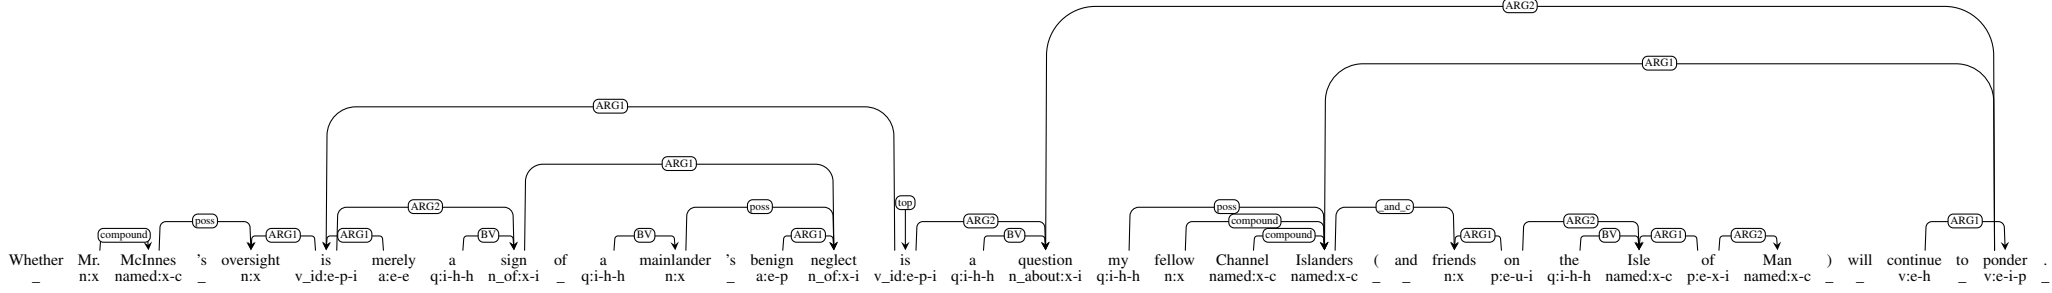 ARG2
ARG1
ARG1
ARG1
top
ARG2 poss poss _and_c
poss ARG2 compound ARG2 ARG1
compound ARG1 ARG1 BV BV ARG1 BV compound ARG1 BV ARG1 ARG2
Whether Mr. McInnes 's oversight is merely a sign of a mainlander 's benign neglect is a question my fellow Channel Islanders ( and friends on the Isle of Man ) will continue to ponder .
_ n:x named:x-c _ n:x v_id:e-p-i a:e-e q:i-h-h n_of:x-i _ q:i-h-h n:x _ a:e-p n_of:x-i v_id:e-p-i q:i-h-h n_about:x-i q:i-h-h n:x named:x-c named:x-c _ _ n:x p:e-u-i q:i-h-h named:x-c p:e-x-i named:x-c _ _ v:e-h _ v:e-i-p _